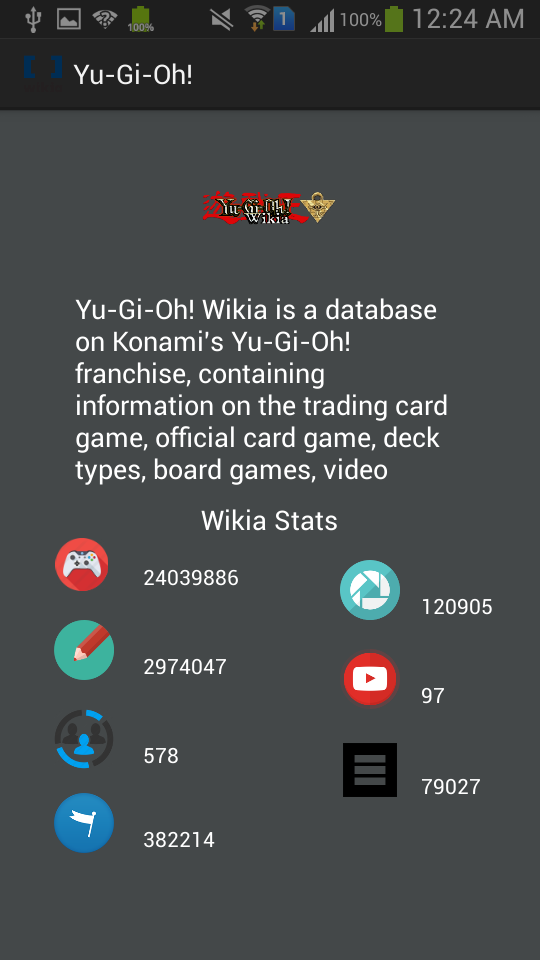 100% 1 100% 12:24 AM
Yu-Gi-Oh!
Yu-Gi-Oh!
Wikia
Yu-Gi-Oh! Wikia is a database
on Konami's Yu-Gi-Oh!
franchise, containing
information on the trading card
game, official card game, deck
types, board games, video
Wikia Stats
24039886
120905
2974047
97
578
79027
382214